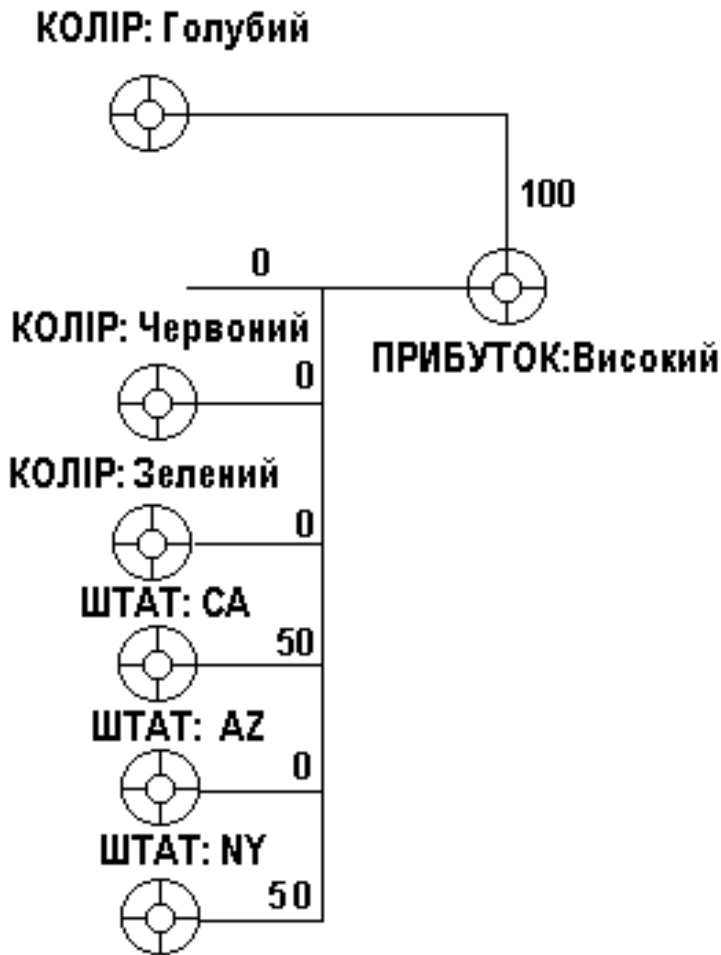 КОЛІР: Голубий
100
0
КОЛІР: Червоний
ПРИБУТОК:Високий
0
КОЛІР: Зелений
0
ШТАТ: CA
50
ШТАТ: AZ
0
ШТАТ: NY
50